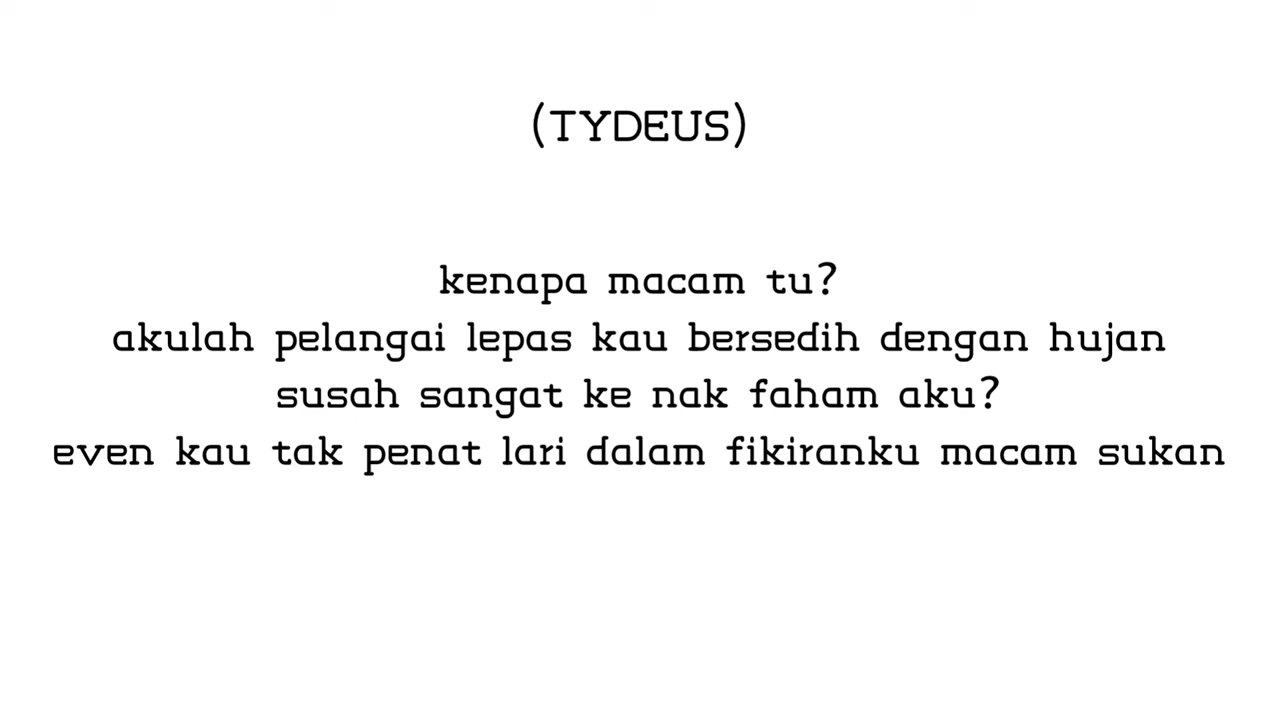 (TYDEUS)
kenapa macam tu?
akulah pelangai lepas kau bersedih dengan hujan
susah sangat ke nak faham aku?
even kau tak penat lari dalam fikiranku macam sukan